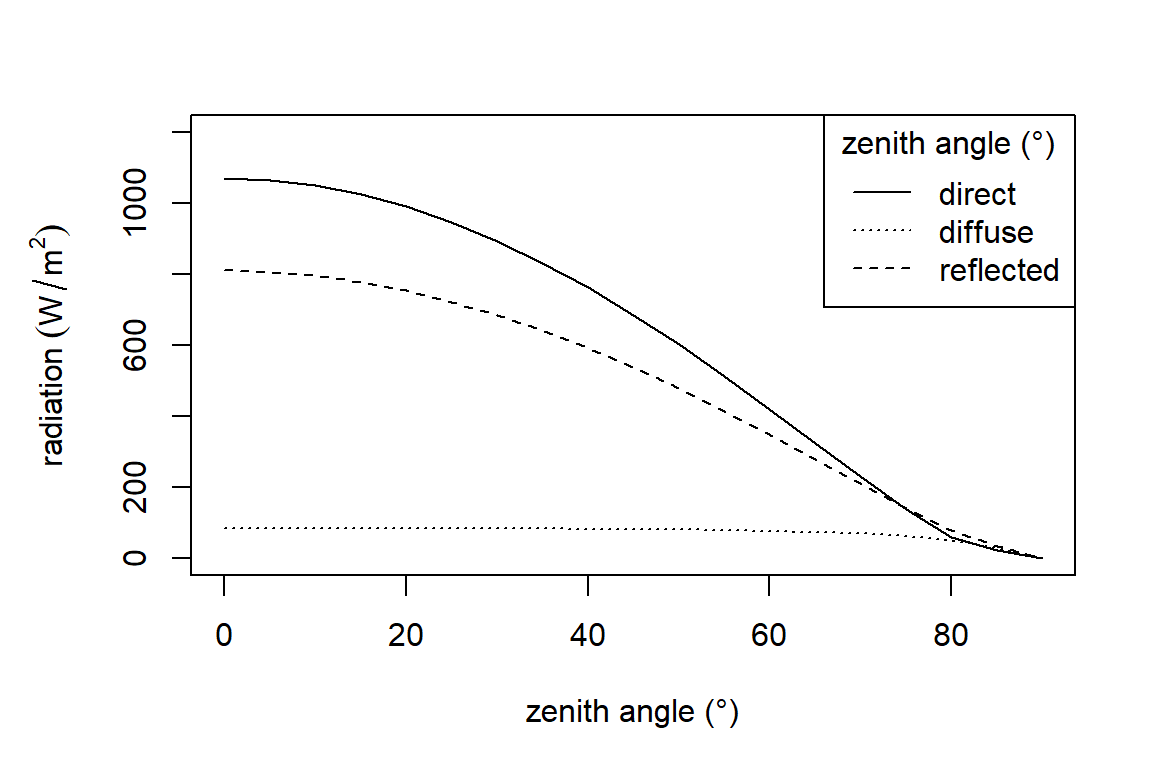 zenith angle (°)
direct
diffuse
reflected
radiation (W/m²)
1000
600
200
0
0 20 40 60 80
zenith angle (°)